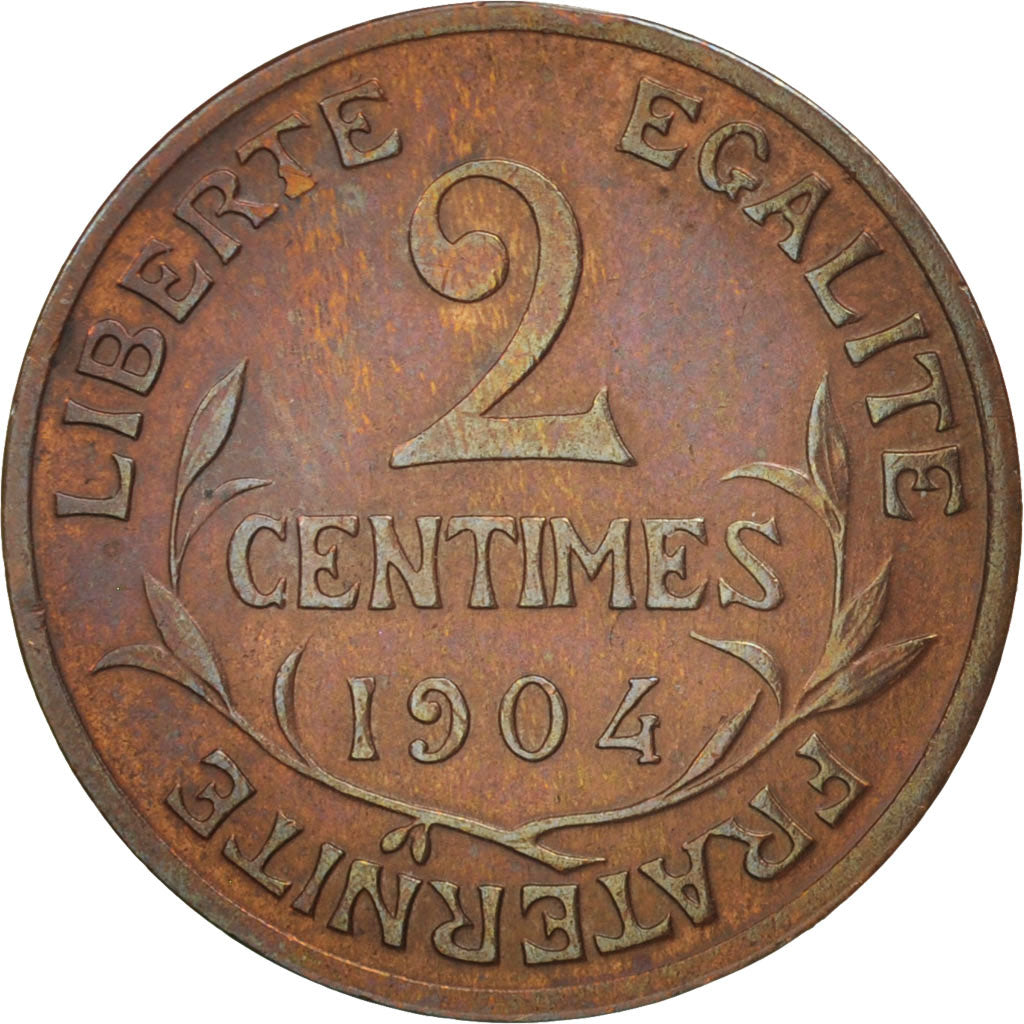 LIBERTE EGALITE FRATERNITE
2
CENTIMES
1904